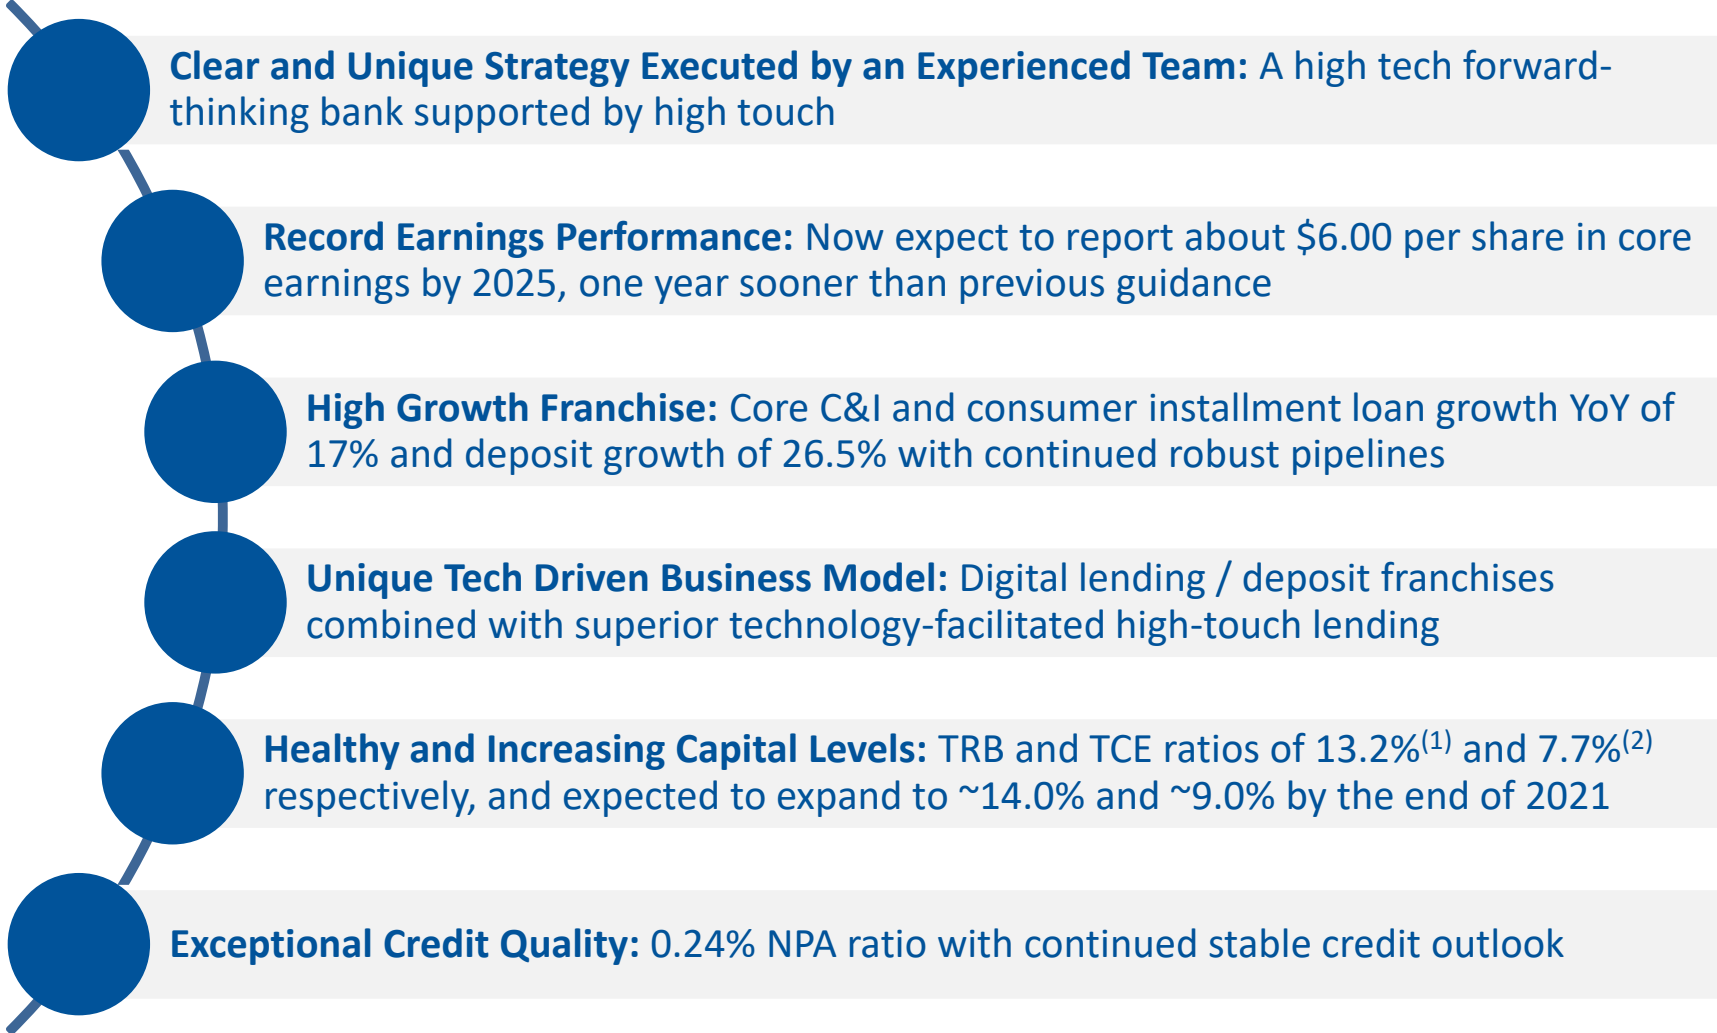 Clear and Unique Strategy Executed by an Experienced Team: A high tech forward-
thinking bank supported by high touch
Record Earnings Performance: Now expect to report about $6.00 per share in core
earnings by 2025, one year sooner than previous guidance
High Growth Franchise: Core C&I and consumer installment loan growth YoY of
17% and deposit growth of 26.5% with continued robust pipelines
Unique Tech Driven Business Model: Digital lending / deposit franchises
combined with superior technology-facilitated high-touch lending
Healthy and Increasing Capital Levels: TRB and TCE ratios of 13.2%(1) and 7.7%(2)
respectively, and expected to expand to ~14.0% and ~9.0% by the end of 2021
Exceptional Credit Quality: 0.24% NPA ratio with continued stable credit outlook